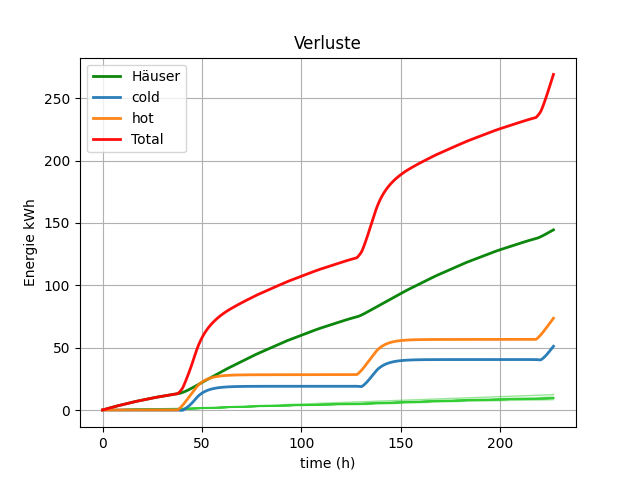 Verluste
Häuser
cold
hot
Total
Energie kWh
250
200
150
100
50
0
0 50 100 150 200
time (h)